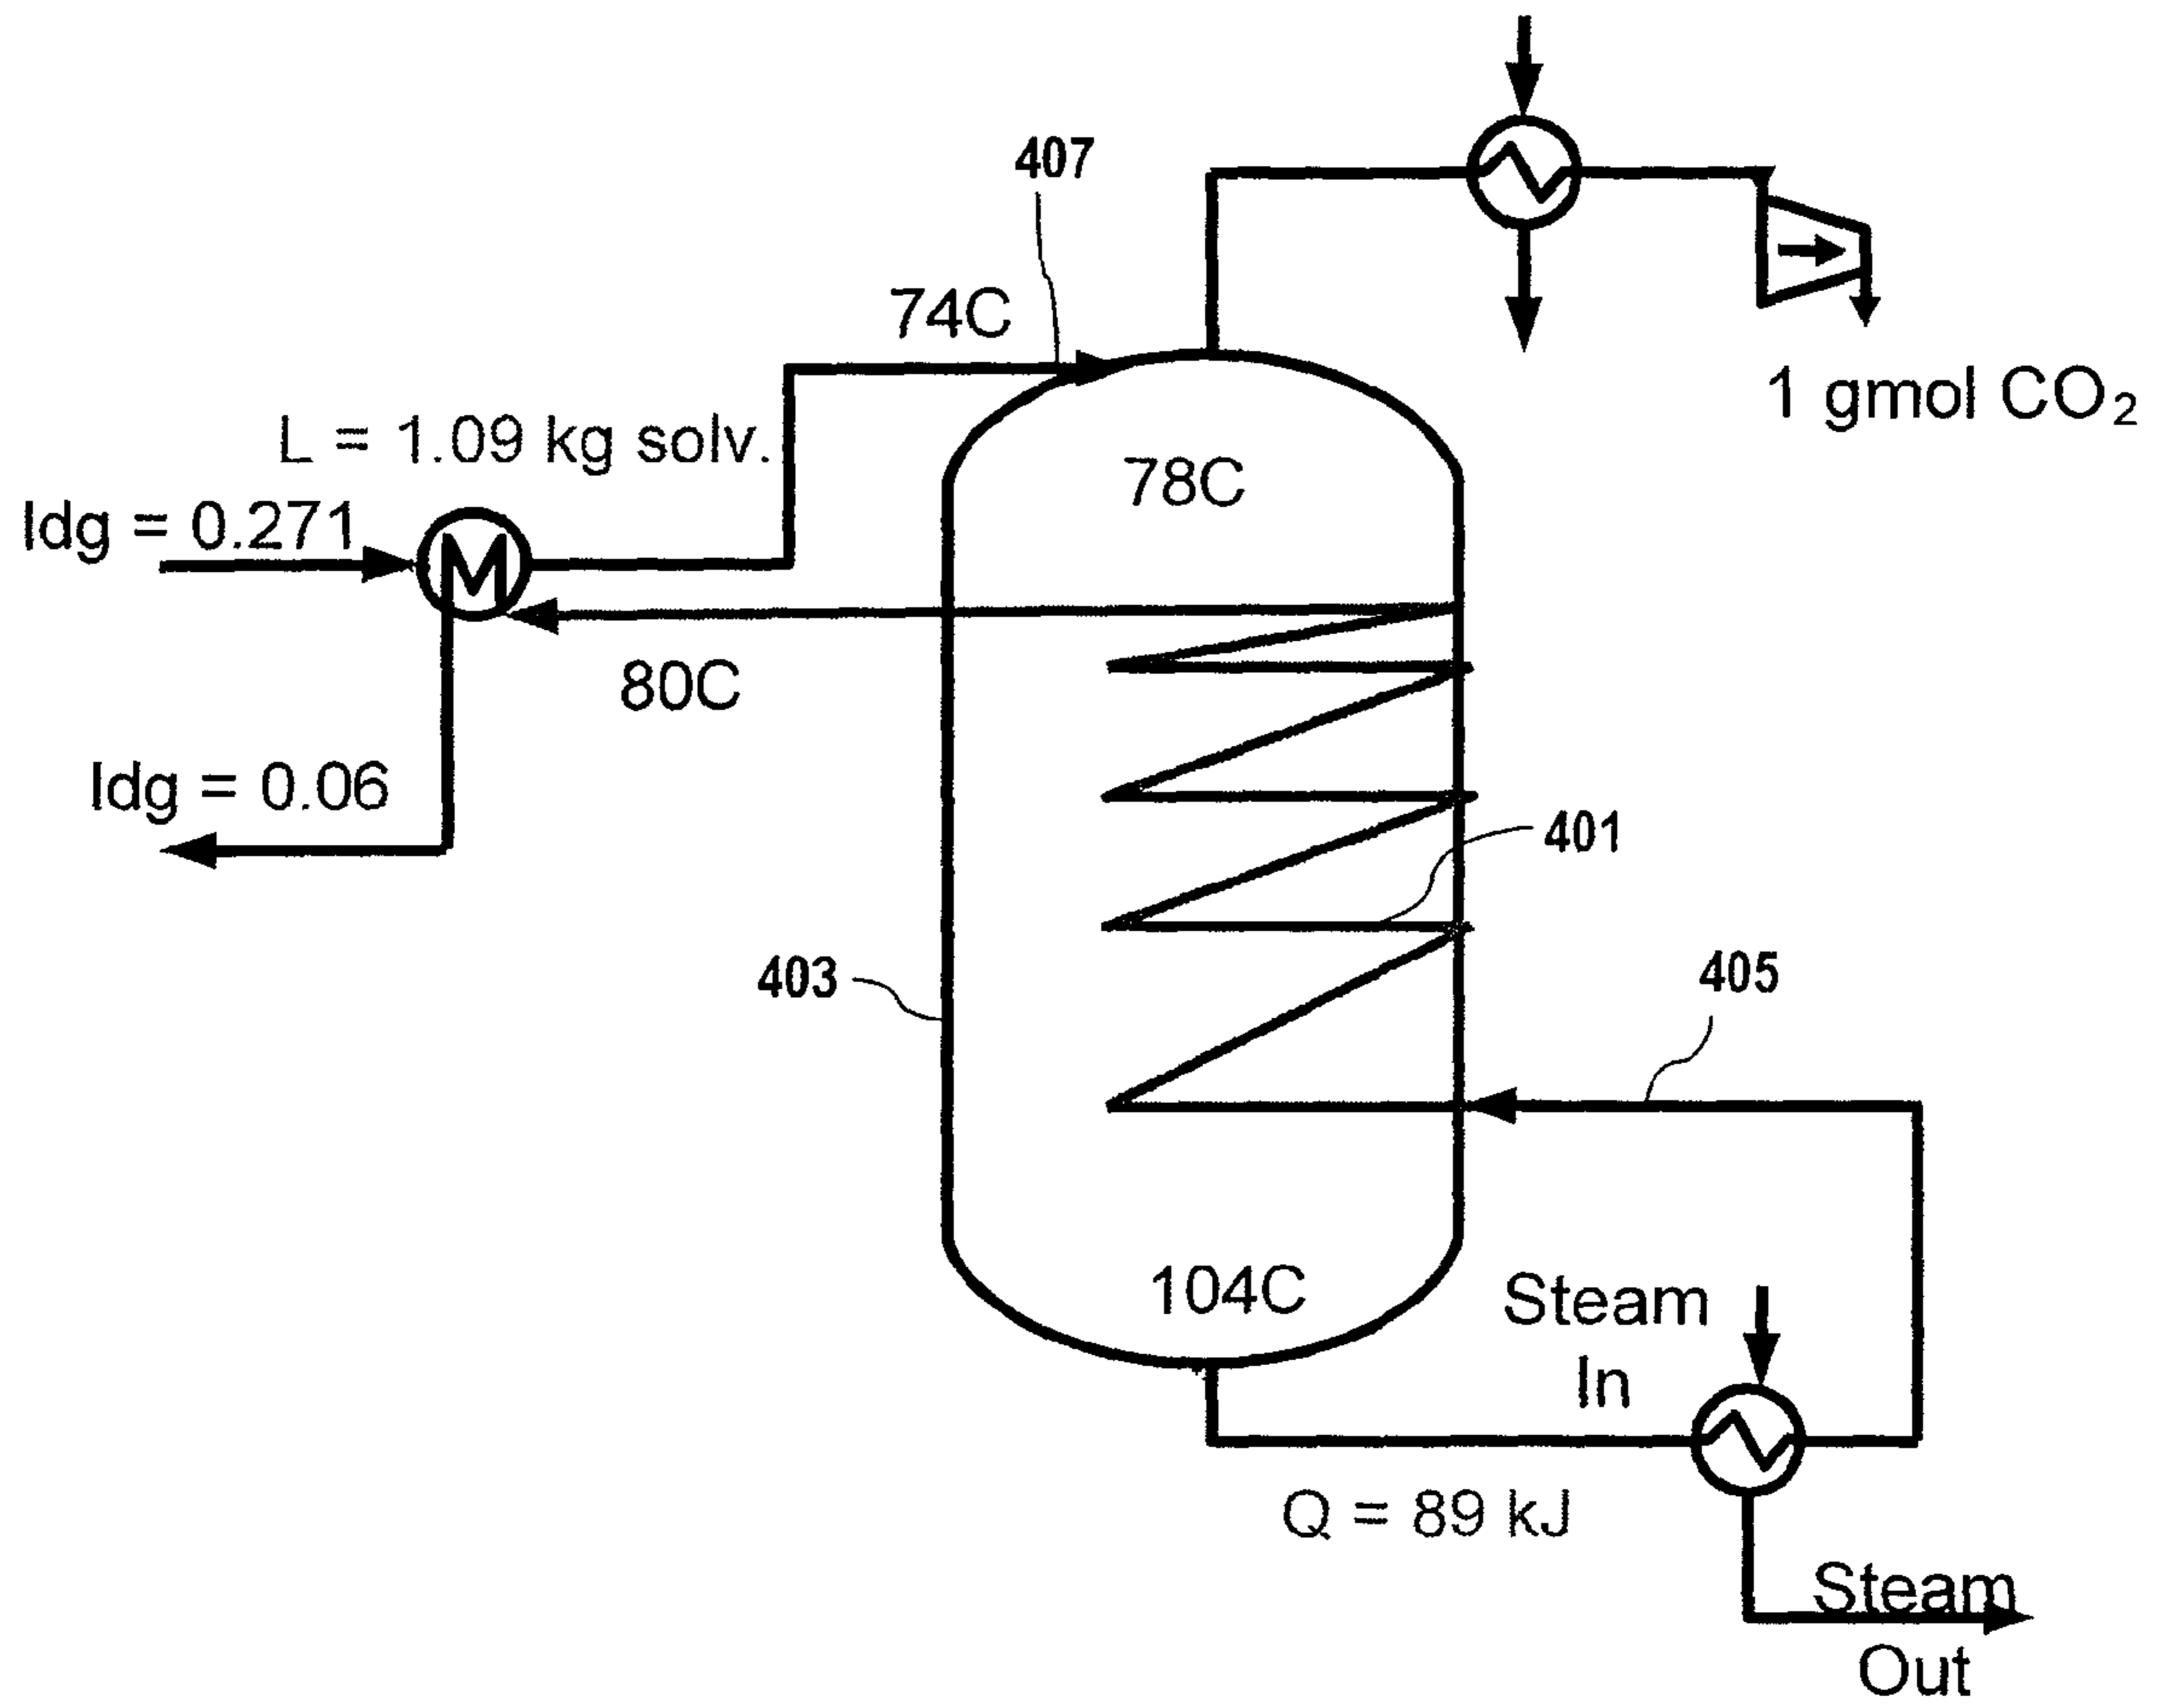 407
74C
L = 1.09 kg solv.
ldg = 0.271
78C
1 gmol CO₂
80C
ldg = 0.06
401
403
405
104C
Steam
In
Q = 89 kJ
Steam
Out